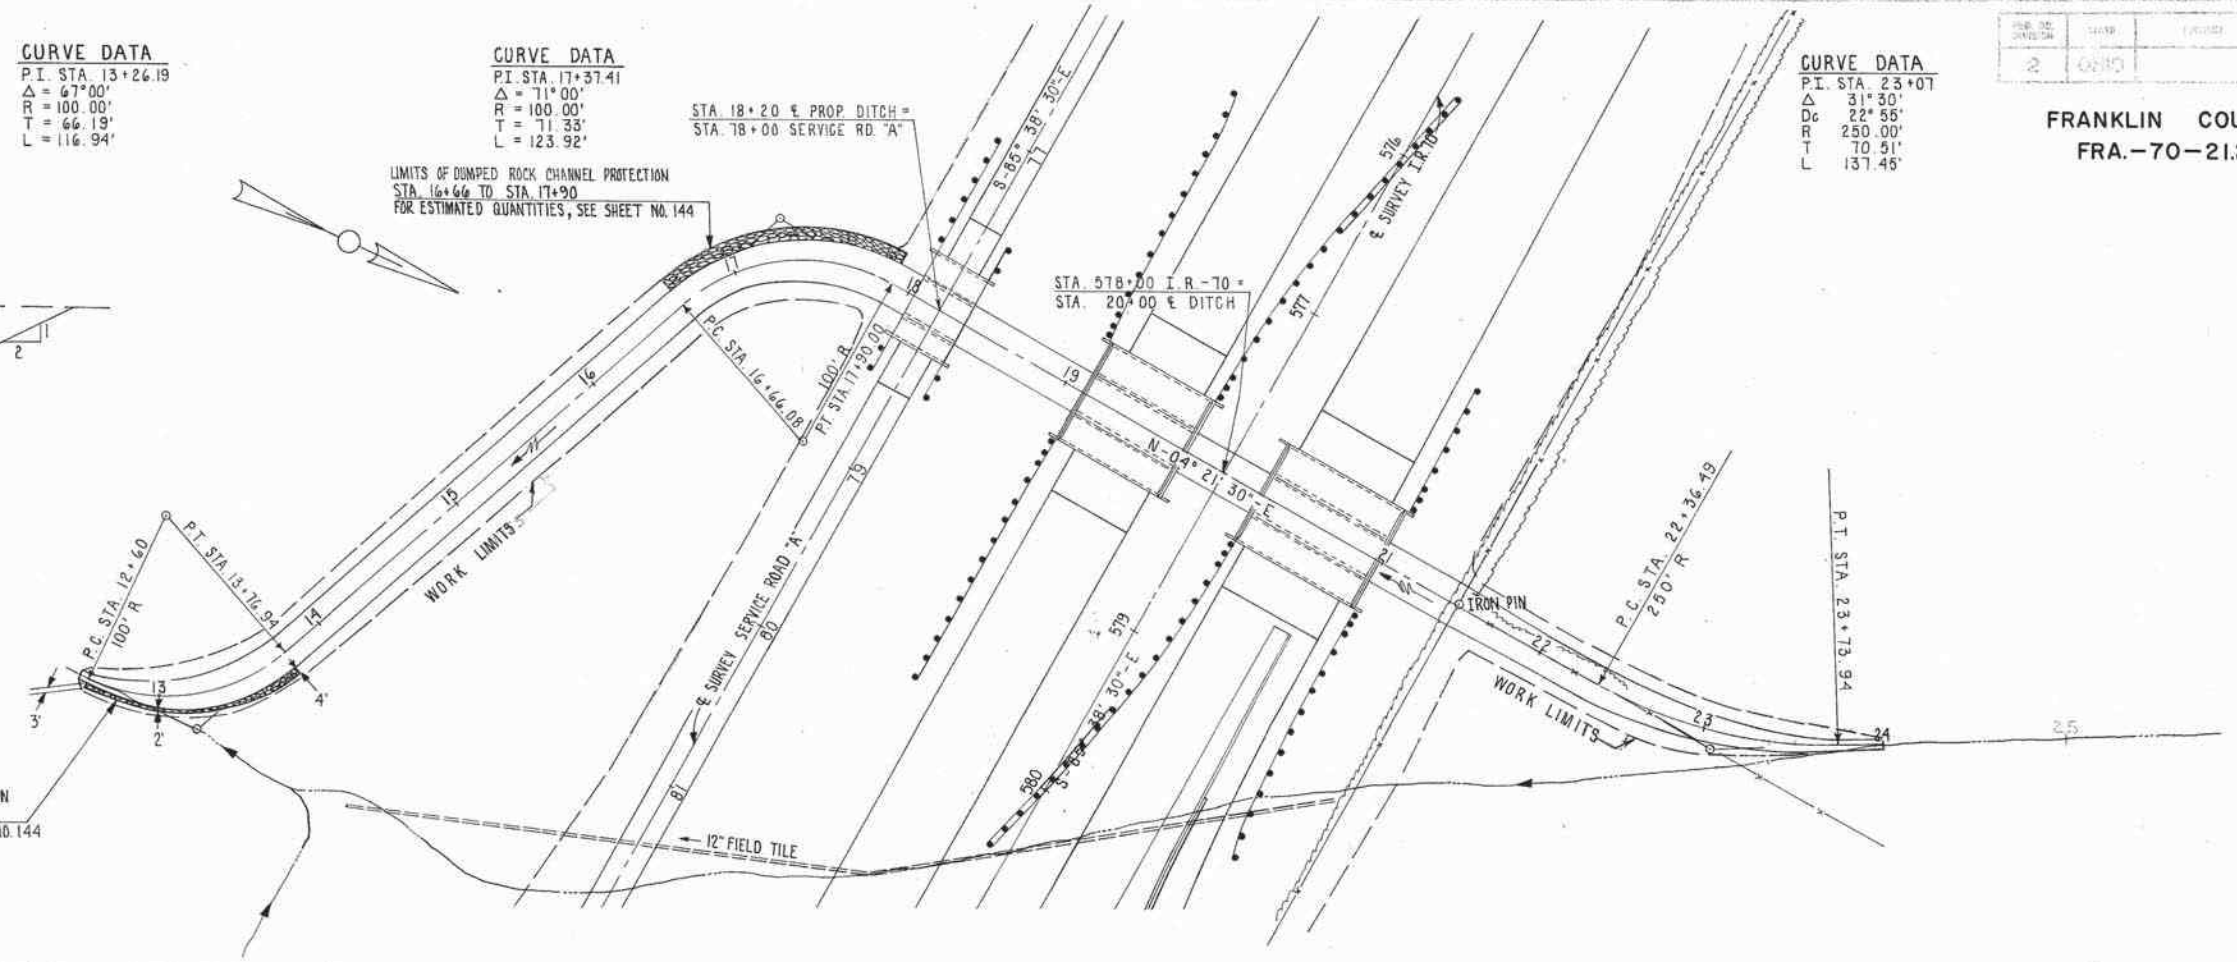 CURVE DATA
P.I. STA. 13+26.19
Δ = 67°00'
R = 100.00'
T = 66.19'
L = 116.94'
CURVE DATA
P.I. STA. 17+37.41
Δ = 71°00'
R = 100.00'
T = 71.33'
L = 123.92'
STA. 18+20 ℄ PROP. DITCH =
STA. 78+00 SERVICE RD. "A"
LIMITS OF DUMPED ROCK CHANNEL PROTECTION
STA. 16+66 TO STA. 17+90
FOR ESTIMATED QUANTITIES, SEE SHEET NO. 144
CURVE DATA
P.I. STA. 23+07
Δ 31°30'
Dc 22°55'
R 250.00'
T 70.51'
L 137.45'
2
OHIO
FRANKLIN COU
FRA.-70-21.
S-85° 38' 30"-E
77
576
℄ SURVEY I.R. 70
577
STA. 578+00 I.R.-70 =
STA. 20+00 ℄ DITCH
1
2
17
18
P.C. STA. 16+66.08
100' R
P.T. STA. 17+90.00
16
19
79
N-04° 21' 30"-E
15
WORK LIMITS
P.T. STA. 13+76.94
P.C. STA. 12+60
100' R
14
13
3'
2'
4'
℄ SURVEY SERVICE ROAD "A"
80
81
579
S-85° 38' 30"-E
580
21
IRON PIN
22
P.C. STA. 22+36.49
250' R
P.T. STA. 23+73.94
WORK LIMITS
23
24
25
12" FIELD TILE
N
NO. 144